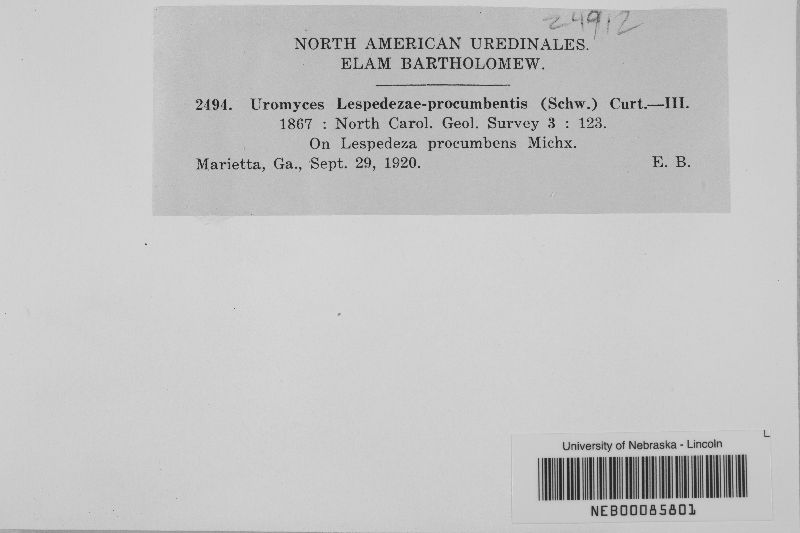 24912
NORTH AMERICAN UREDINALES.
ELAM BARTHOLOMEW.
2494. Uromyces Lespedezae-procumbentis (Schw.) Curt.—III.
1867 : North Carol. Geol. Survey 3 : 123.
On Lespedeza procumbens Michx.
Marietta, Ga., Sept. 29, 1920. E. B.
L
University of Nebraska - Lincoln
NEB00085801